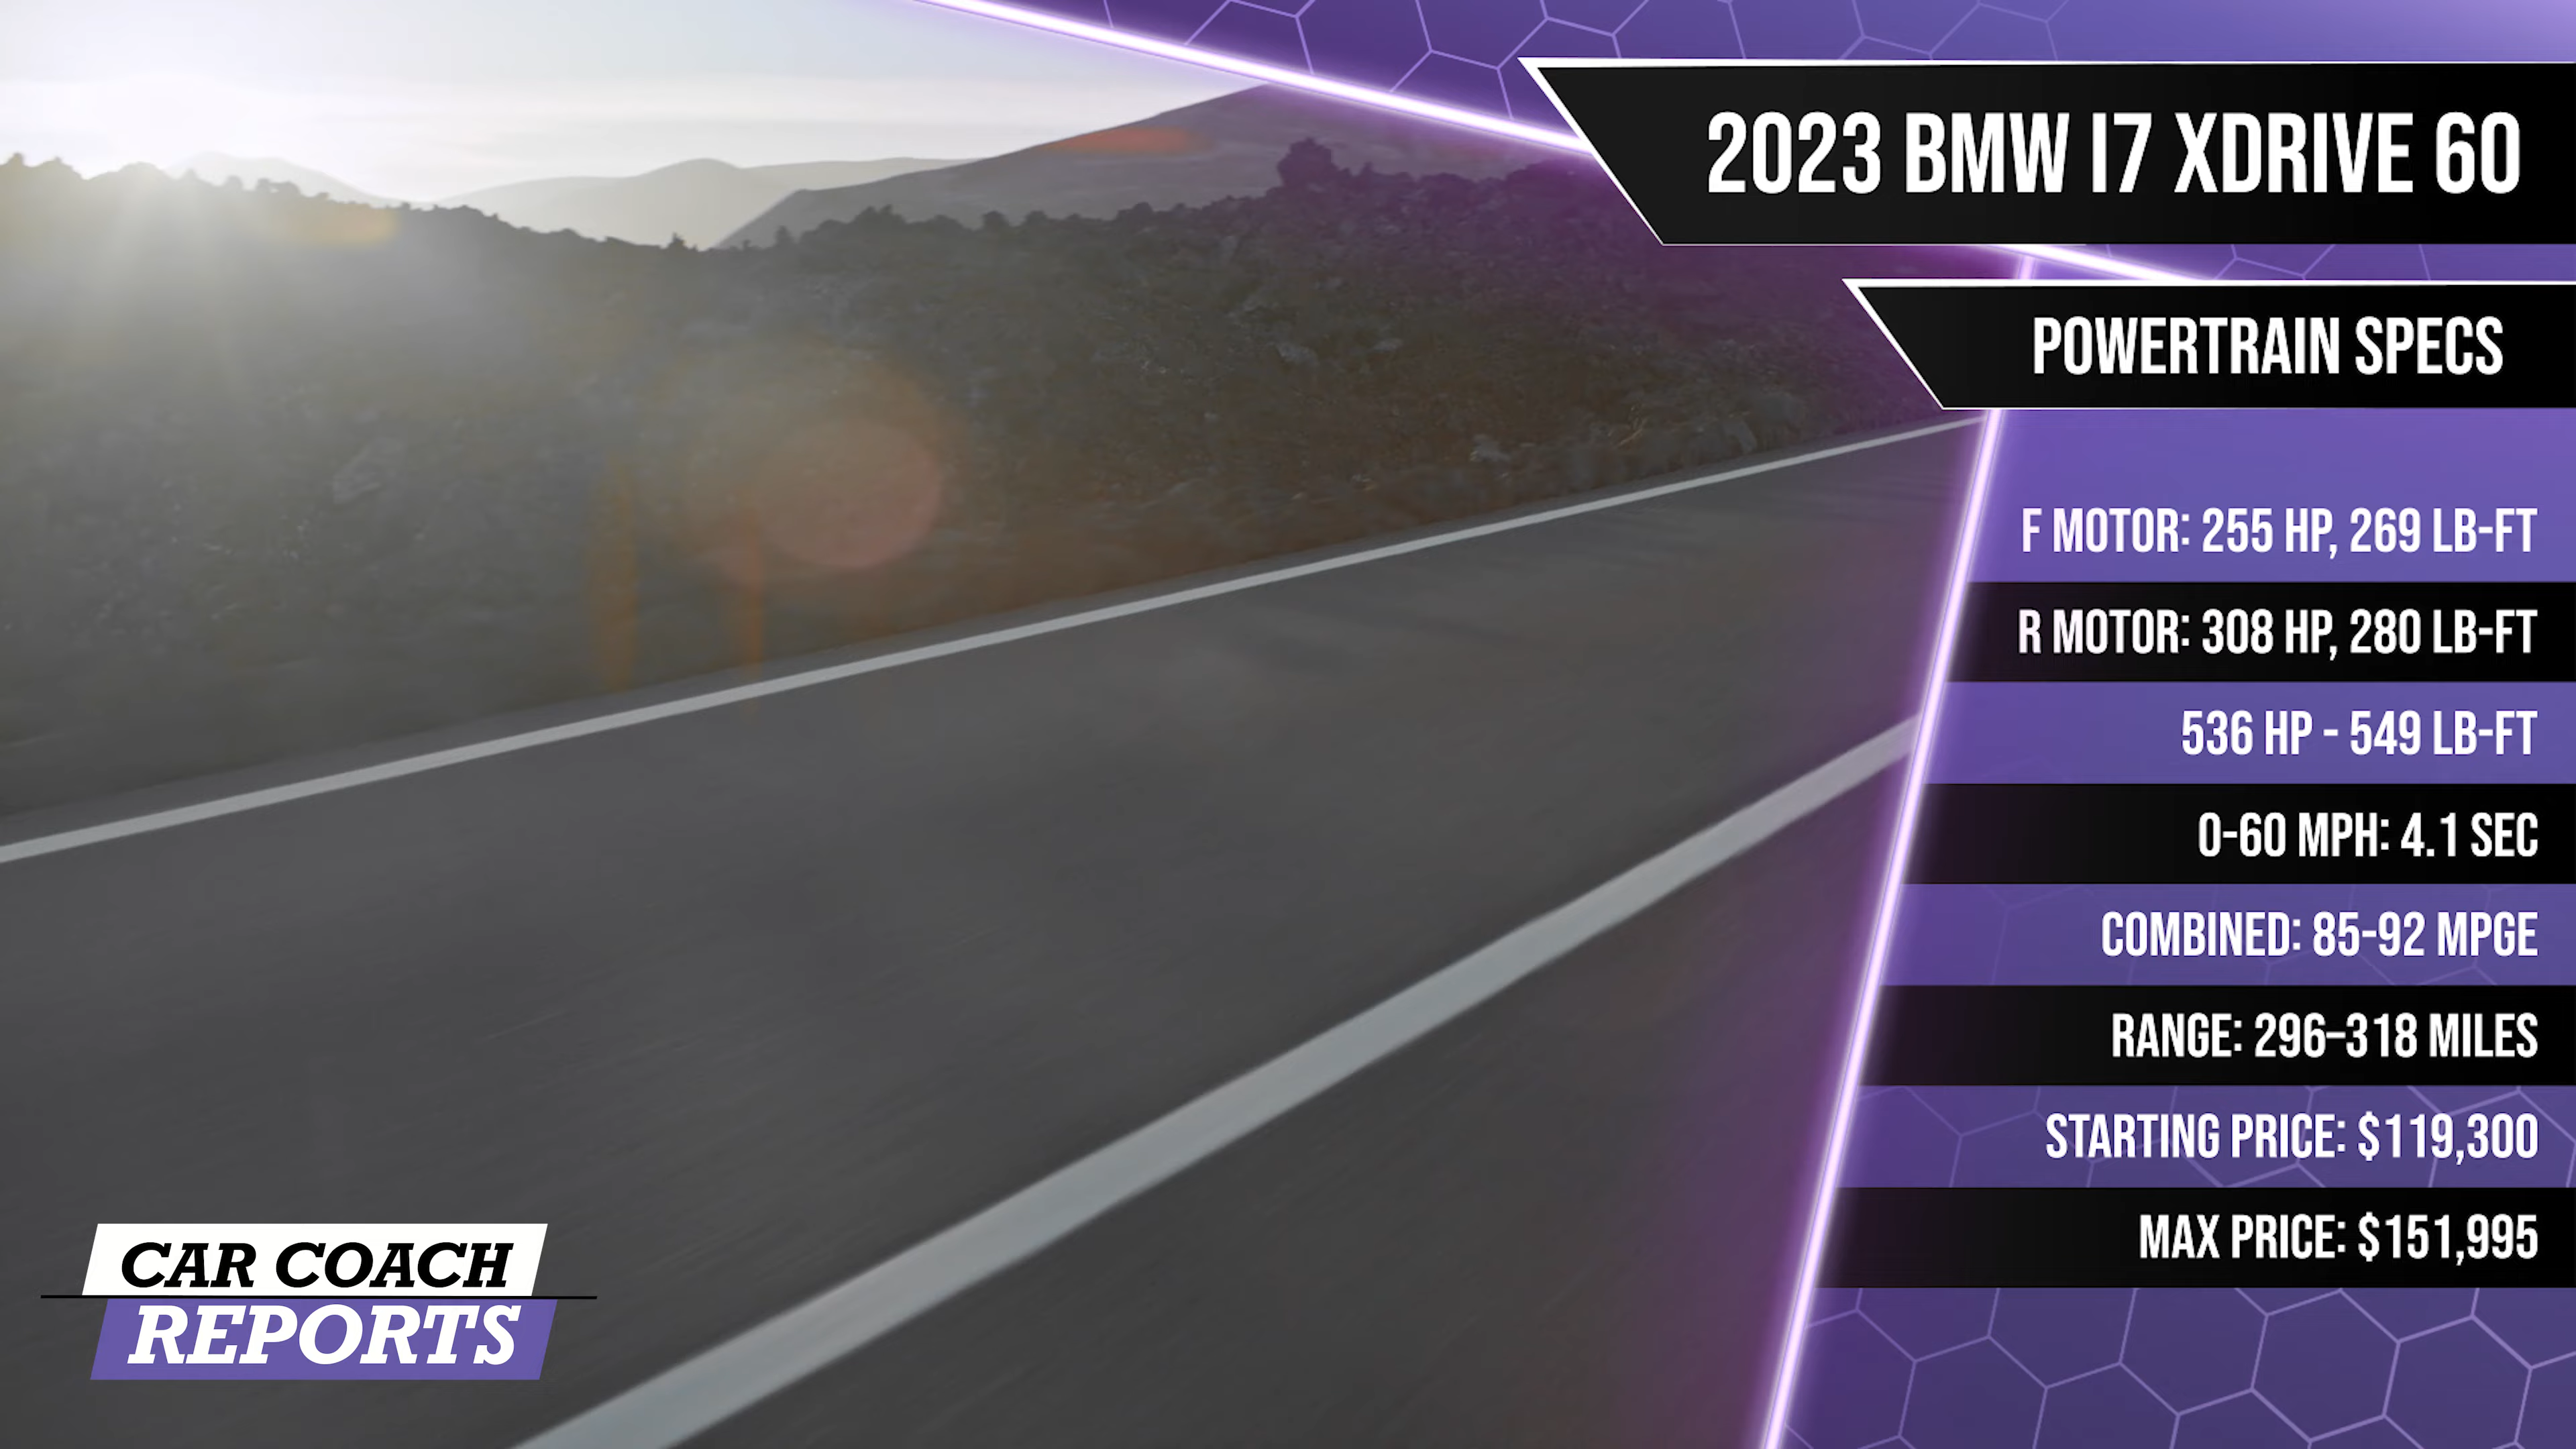 2023 BMW I7 XDRIVE 60
POWERTRAIN SPECS
F MOTOR: 255 HP, 269 LB-FT
R MOTOR: 308 HP, 280 LB-FT
536 HP - 549 LB-FT
0-60 MPH: 4.1 SEC
COMBINED: 85-92 MPGE
RANGE: 296–318 MILES
STARTING PRICE: $119,300
MAX PRICE: $151,995
CAR COACH
REPORTS